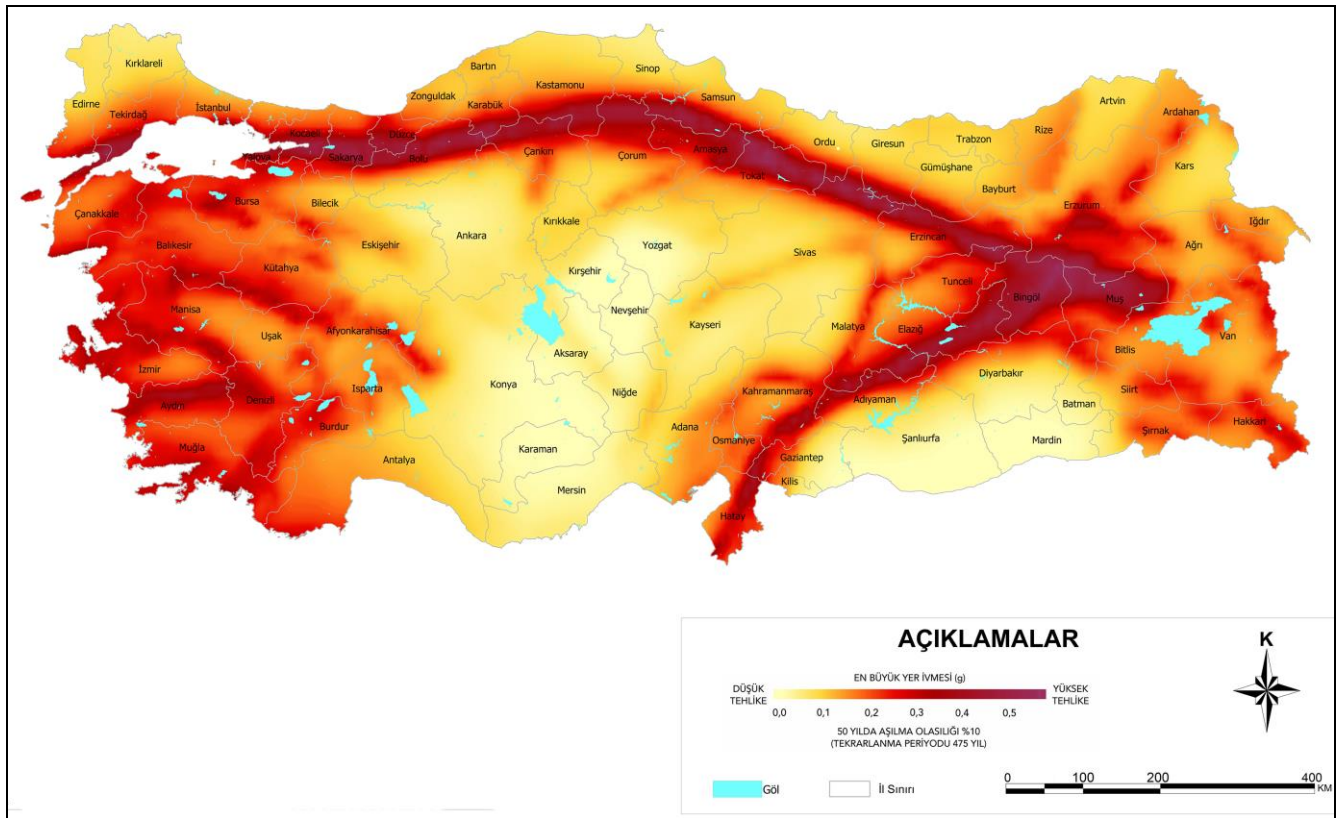 Kırklareli
Edirne
Tekirdağ
İstanbul
Kocaeli
Yalova
Sakarya
Düzce
Bolu
Zonguldak
Bartın
Karabük
Kastamonu
Sinop
Samsun
Çankırı
Çorum
Amasya
Tokat
Ordu
Giresun
Trabzon
Gümüşhane
Bayburt
Rize
Artvin
Ardahan
Kars
Iğdır
Erzurum
Erzincan
Ağrı
Çanakkale
Balıkesir
Bursa
Bilecik
Kütahya
Eskişehir
Ankara
Kırıkkale
Kırşehir
Yozgat
Sivas
Tunceli
Bingöl
Muş
Manisa
Uşak
Afyonkarahisar
Nevşehir
Kayseri
Malatya
Elazığ
Bitlis
Van
İzmir
Aydın
Denizli
Isparta
Burdur
Konya
Aksaray
Niğde
Kahramanmaraş
Adıyaman
Diyarbakır
Batman
Siirt
Şırnak
Hakkari
Muğla
Antalya
Karaman
Mersin
Adana
Osmaniye
Gaziantep
Kilis
Şanlıurfa
Mardin
Hatay
AÇIKLAMALAR
K
EN BÜYÜK YER İVMESİ (g)
DÜŞÜK
TEHLİKE
YÜKSEK
TEHLİKE
0,0 0,1 0,2 0,3 0,4 0,5
50 YILDA AŞILMA OLASILIĞI %10
(TEKRARLANMA PERİYODU 475 YIL)
Göl
İl Sınırı
0 100 200 400
KM